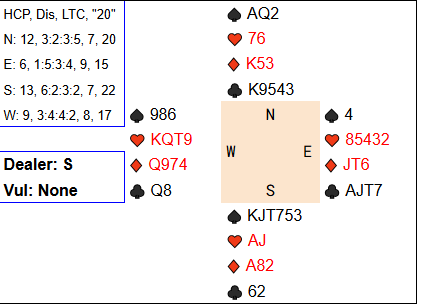 HCP, Dis, LTC, "20"
N: 12, 3:2:3:5, 7, 20
E: 6, 1:5:3:4, 9, 15
S: 13, 6:2:3:2, 7, 22
W: 9, 3:4:4:2, 8, 17
Dealer: S
Vul: None
♠ AQ2
♥ 76
♦ K53
♣ K9543
♠ 986
♥ KQT9
♦ Q974
♣ Q8
N
W E
S
♠ 4
♥ 85432
♦ JT6
♣ AJT7
♠ KJT753
♥ AJ
♦ A82
♣ 62